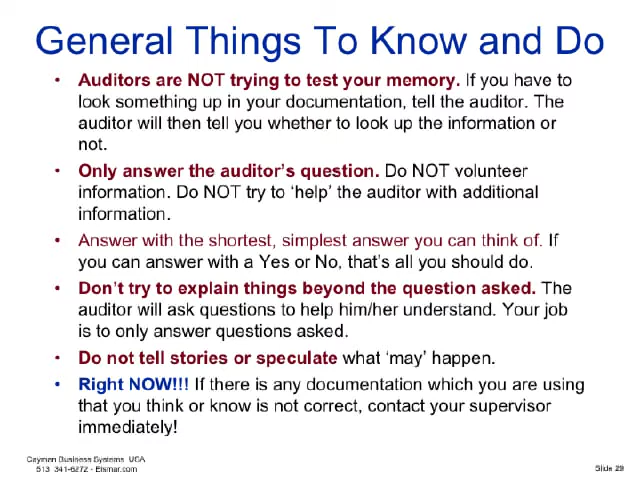 General Things To Know and Do
• Auditors are NOT trying to test your memory. If you have to
look something up in your documentation, tell the auditor. The
auditor will then tell you whether to look up the information or
not.
• Only answer the auditor's question. Do NOT volunteer
information. Do NOT try to ‘help’ the auditor with additional
information.
• Answer with the shortest, simplest answer you can think of. If
you can answer with a Yes or No, that’s all you should do.
• Don’t try to explain things beyond the question asked. The
auditor will ask questions to help him/her understand. Your job
is to only answer questions asked.
• Do not tell stories or speculate what ‘may’ happen.
• Right NOW!!! If there is any documentation which you are using
that you think or know is not correct, contact your supervisor
immediately!
Cayman Business Systems USA
513 341-6272 - Elsmar.com
Slide 29